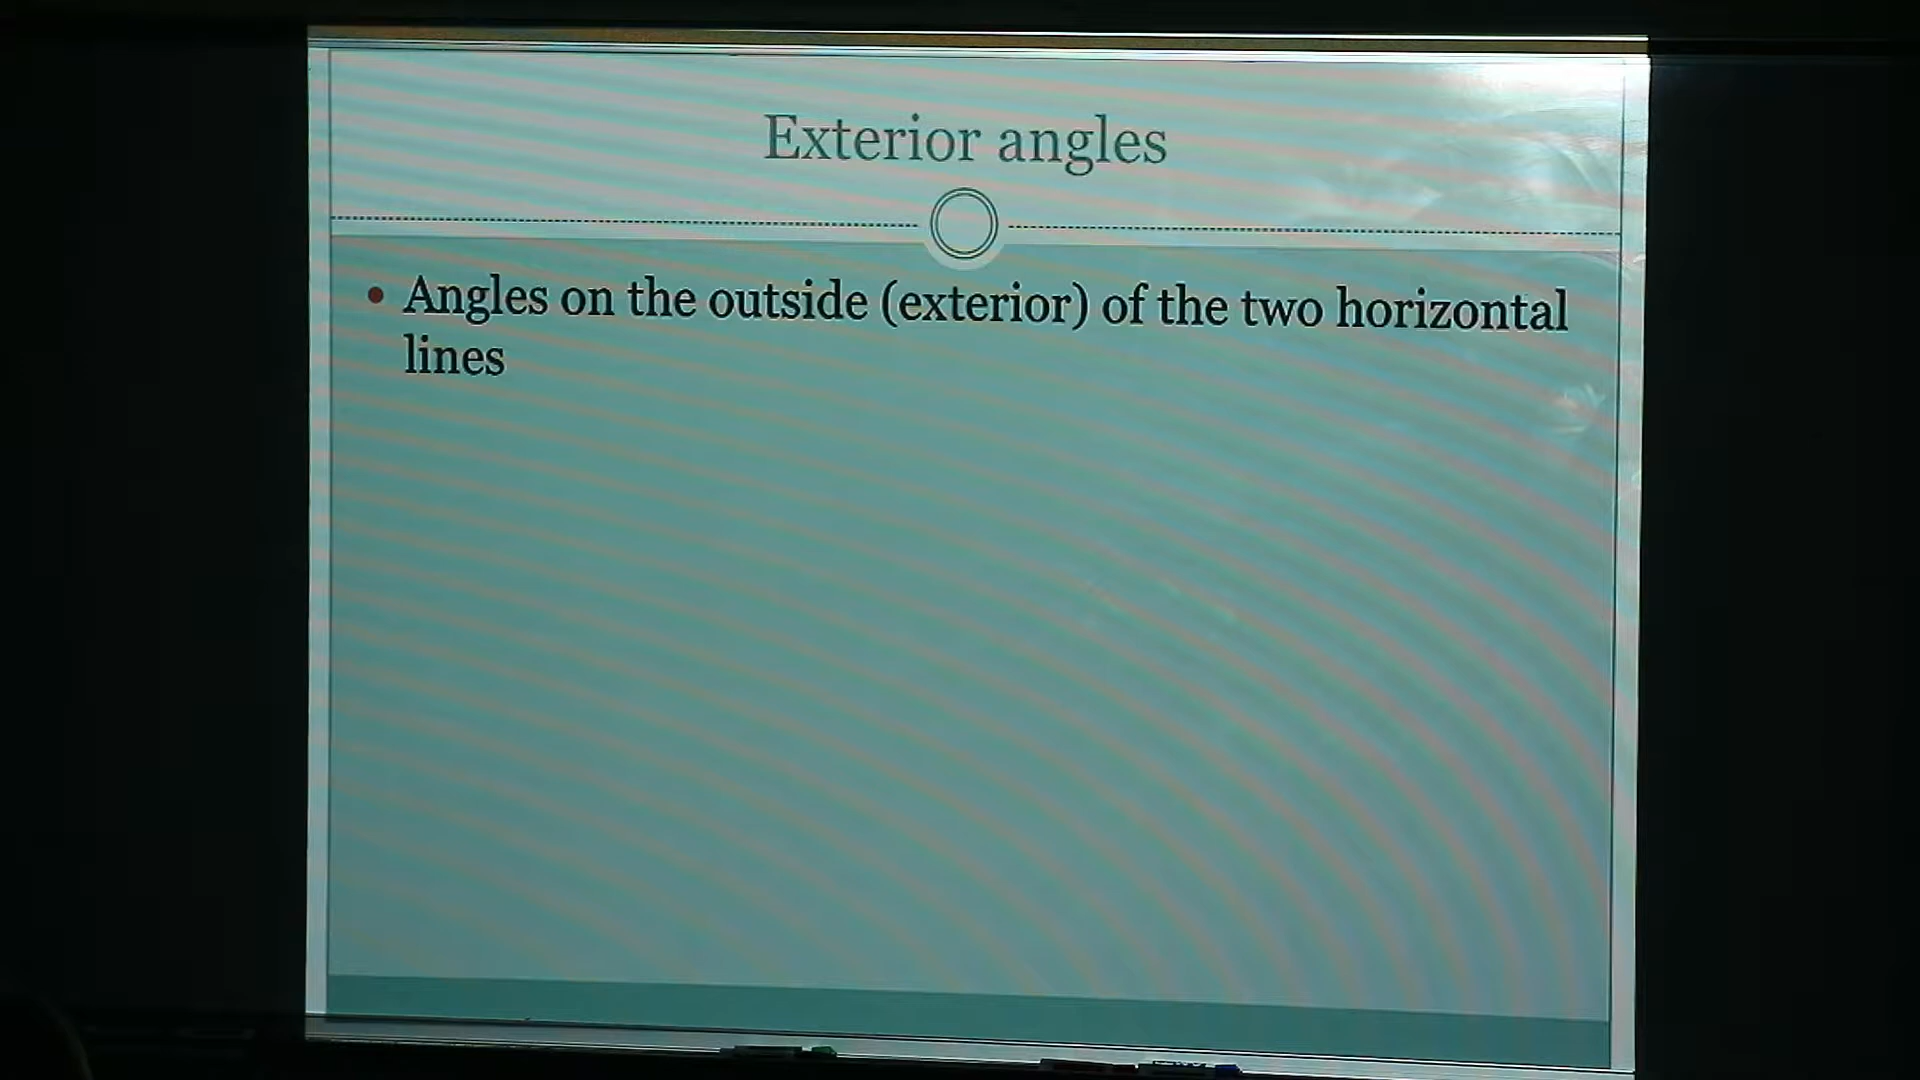 Exterior angles
• Angles on the outside (exterior) of the two horizontal
lines